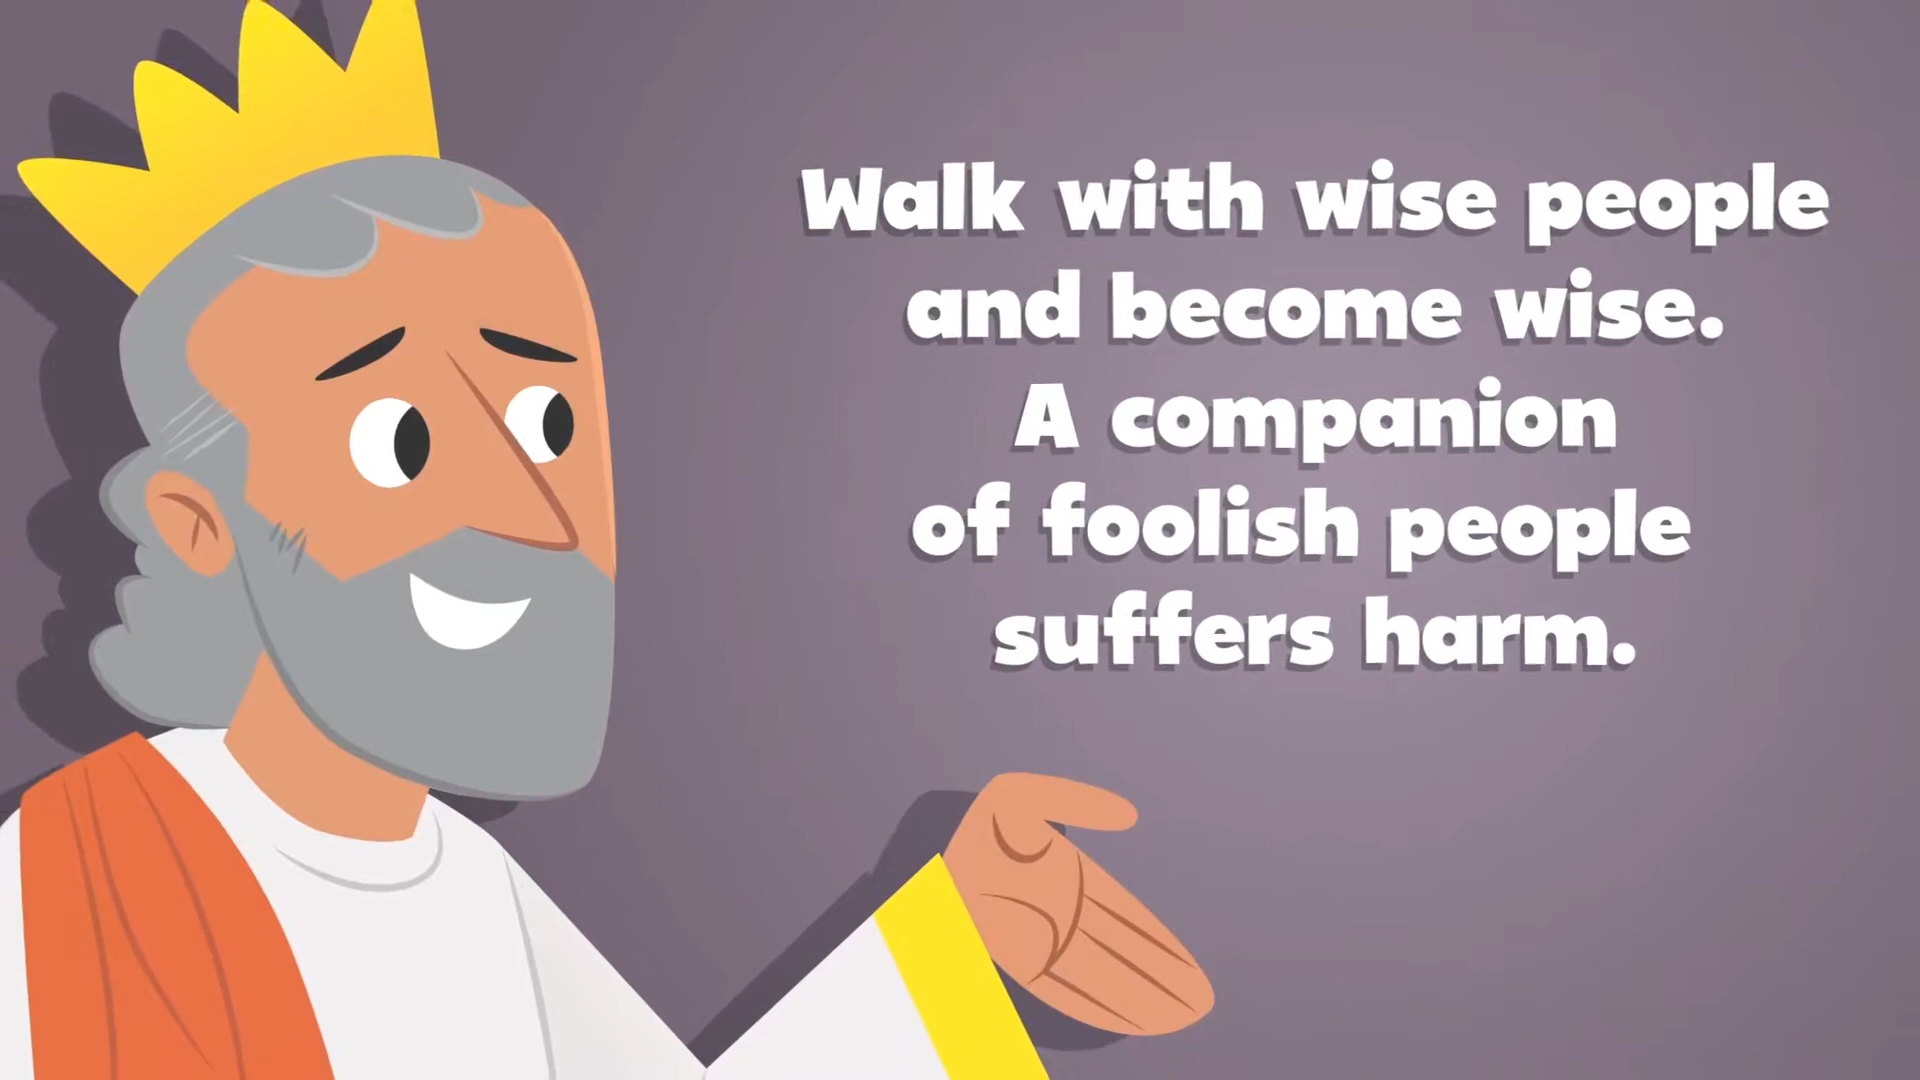 Walk with wise people
and become wise.
A companion
of foolish people
suffers harm.